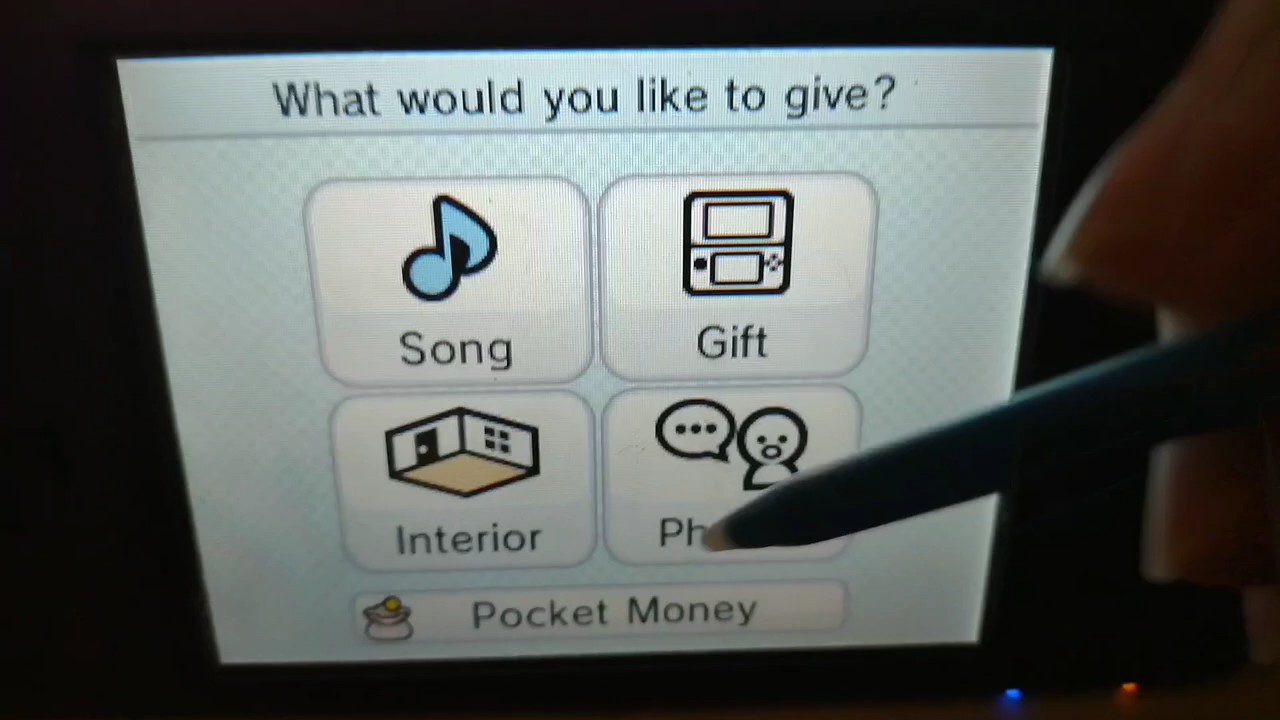 What would you like to give?
Song
Gift
Interior
Pocket Money